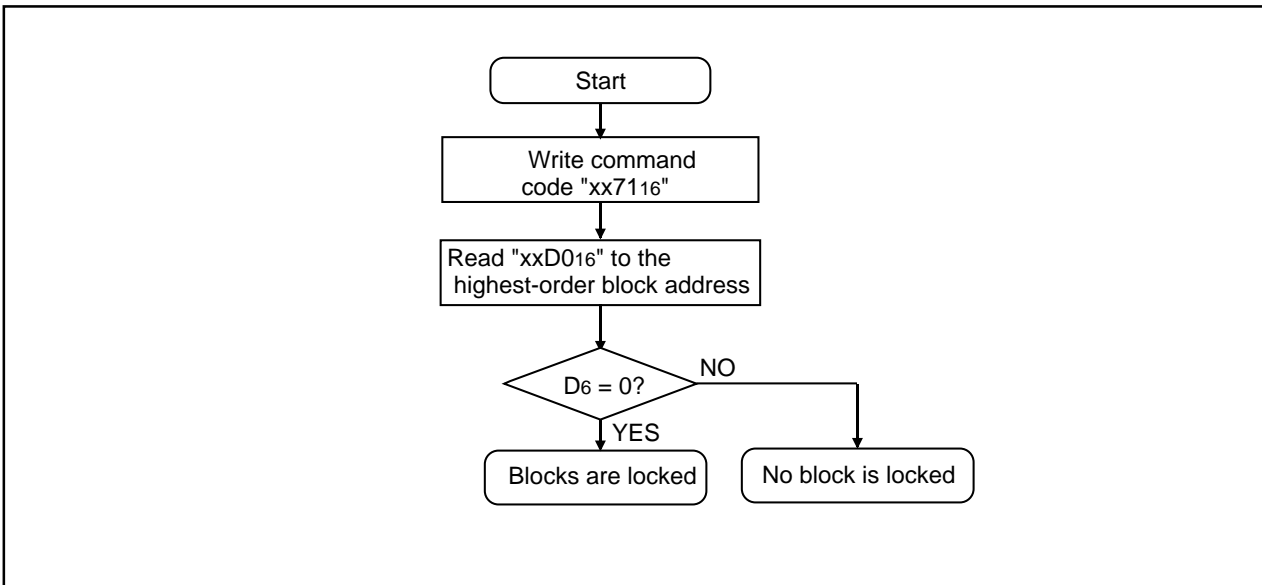 Start
Write command
code "xx7116"
Read "xxD016" to the
highest-order block address
D6 = 0?
NO
YES
Blocks are locked
No block is locked